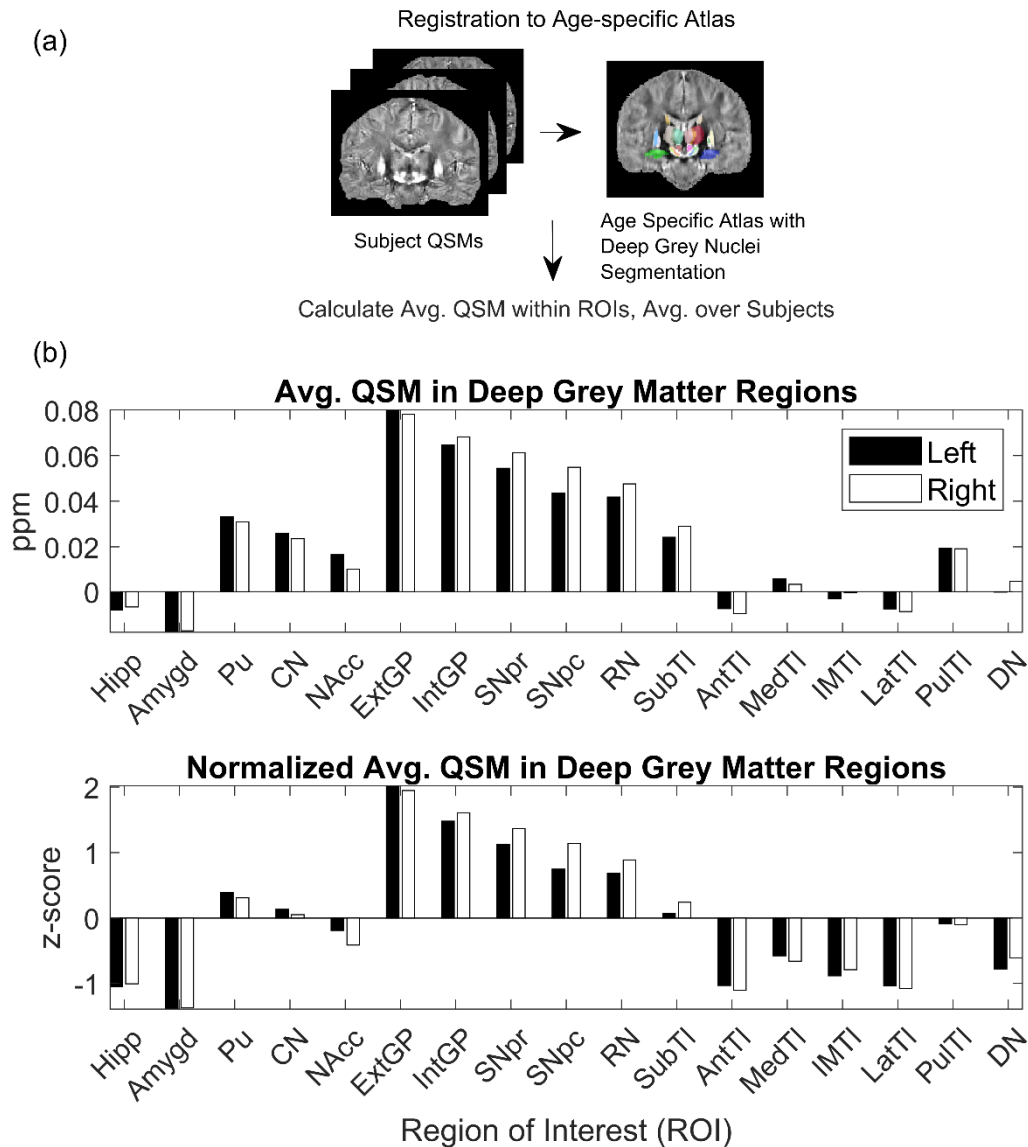 (a)
Registration to Age-specific Atlas
Subject QSMs
Age Specific Atlas with
Deep Grey Nuclei
Segmentation
Calculate Avg. QSM within ROIs, Avg. over Subjects
(b)
Avg. QSM in Deep Grey Matter Regions
0.08
0.06
0.04
0.02
0
ppm
Left
Right
Hipp
Amygd
Pu
CN
NAcc
ExtGP
IntGP
SNpr
SNpc
RN
SubTl
AntTl
MedTl
IMTl
LatTl
PulTl
DN
Normalized Avg. QSM in Deep Grey Matter Regions
2
1
0
-1
z-score
Hipp
Amygd
Pu
CN
NAcc
ExtGP
IntGP
SNpr
SNpc
RN
SubTl
AntTl
MedTl
IMTl
LatTl
PulTl
DN
Region of Interest (ROI)